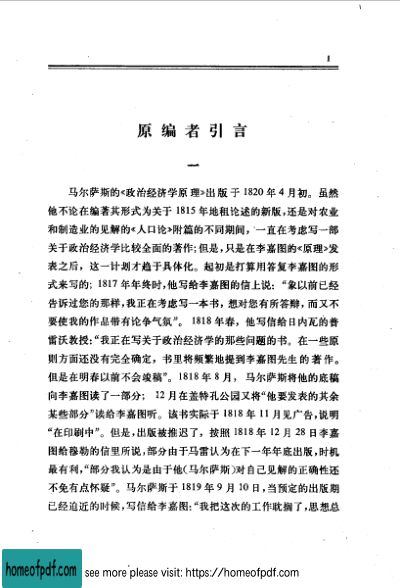 1
原编者引言
一
马尔萨斯的《政治经济学原理》出版于1820年4月初。虽然
他不论在编著其形式为关于1815年地租论述的新版,还是对农业
和制造业的见解的《人口论》附篇的不同期间,一直在考虑写一部
关于政治经济学比较全面的著作;但是,只是在李嘉图的《原理》发
表之后,这一计划才趋于具体化。起初是打算用答复李嘉图的形
式来写的;1817年年终时,他写给李嘉图的信上说:“象以前已经
告诉过您的那样,我正在考虑写一本书,想对您有所答辩,而又不
要使我的作品带有论争气氛”。1818年春,他写信给日内瓦的普
雷沃教授:“我正在写关于政治经济学的那些问题的书。在一些原
则方面还没有完全确定,书里将频繁地提到李嘉图先生的著作。
但是在明春以前不会竣稿”。1818年8月,马尔萨斯将他的底稿
向李嘉图读了一部分;12月在盖特孔公园又将“他要发表的其余
某些部分”读给李嘉图听。该书实际于1818年11月见广告,说明
“在印刷中”。但是,出版被推迟了,按照1818年12月28日李嘉
图给穆勒的信里所说,部分由于马雷认为在下一年年底出版,时机
最有利,“部分我认为是由于他(马尔萨斯)对自己见解的正确性还
不免有点怀疑”。马尔萨斯于1819年9月10日,当预定的出版期
已经迫近的时候,写信给李嘉图:“我把这次的工作耽搁了,思想总
homeofpdf.com
see more please visit: https://homeofpdf.com